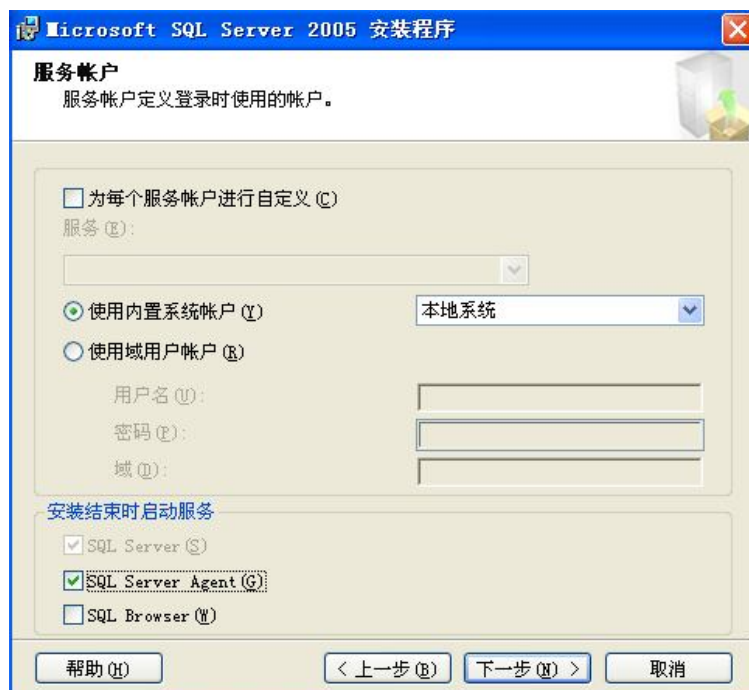 Microsoft SQL Server 2005 安装程序
服务帐户
服务帐户定义登录时使用的帐户。
为每个服务帐户进行自定义(C)
服务(E):
使用内置系统帐户(Y)
本地系统
使用域用户帐户(R)
用户名(U):
密码(P):
域(D):
安装结束时启动服务
SQL Server(S)
SQL Server Agent(G)
SQL Browser(W)
帮助(H)
< 上一步(B)
下一步(N) >
取消